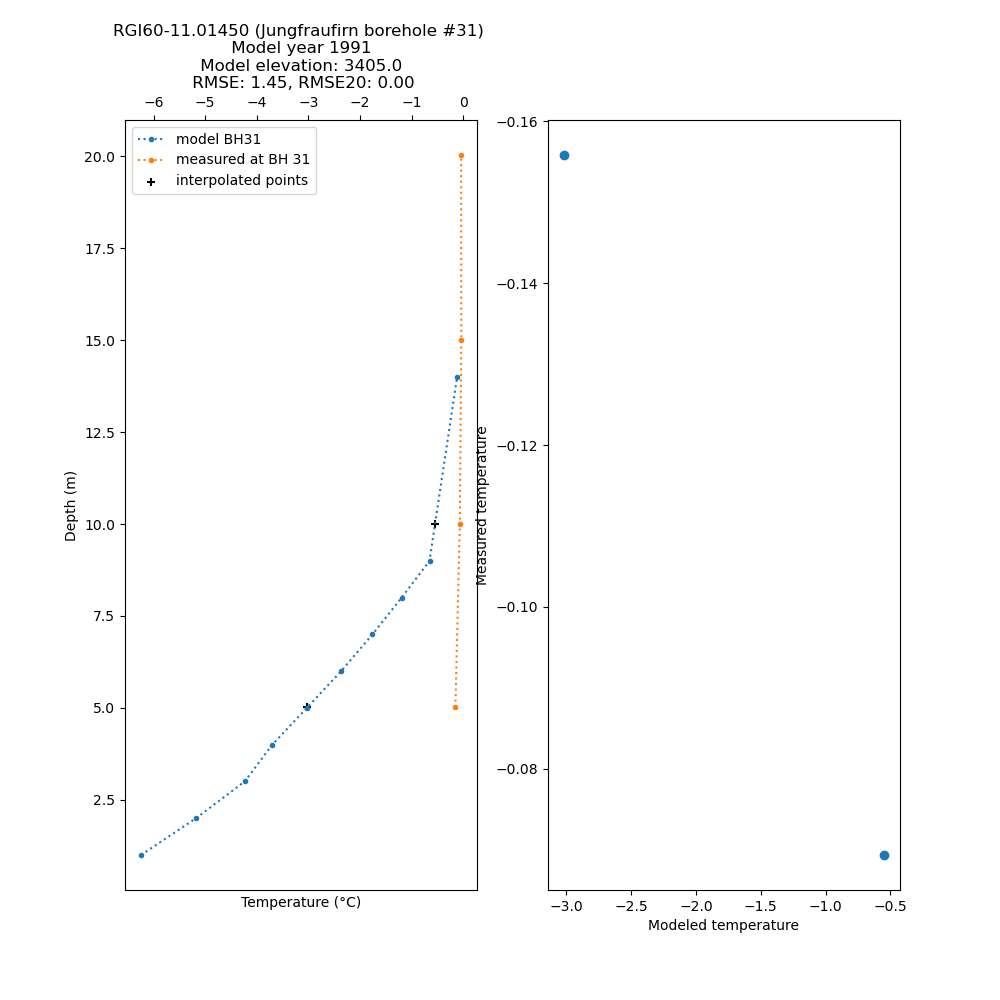 RGI60-11.01450 (Jungfraufirn borehole #31)
Model year 1991
Model elevation: 3405.0
RMSE: 1.45, RMSE20: 0.00
−6 −5 −4 −3 −2 −1 0
model BH31
measured at BH 31
interpolated points
20.0
17.5
15.0
12.5
10.0
7.5
5.0
2.5
Depth (m)
Temperature (°C)
−0.16
−0.14
−0.12
−0.10
−0.08
Measured temperature
−3.0 −2.5 −2.0 −1.5 −1.0 −0.5
Modeled temperature